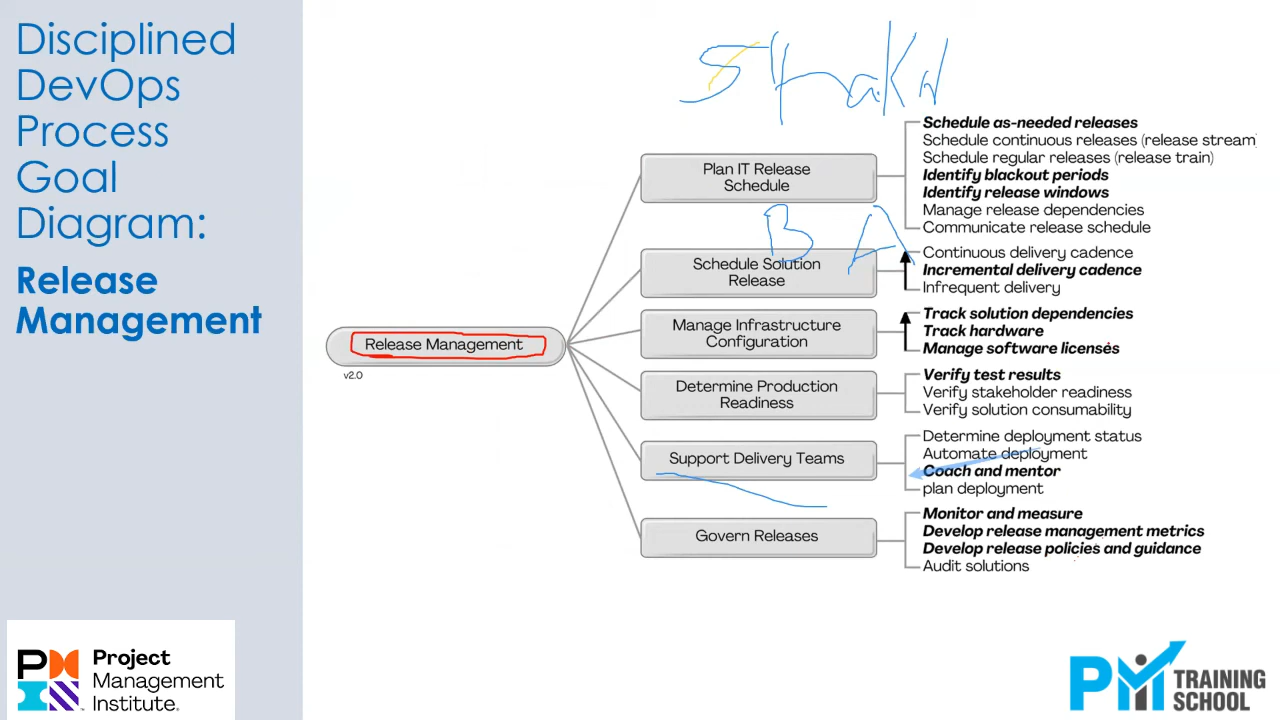 Disciplined
DevOps
Process
Goal
Diagram:
Release
Management
Release Management
v2.0
Plan IT Release
Schedule
Schedule as-needed releases
Schedule continuous releases (release stream)
Schedule regular releases (release train)
Identify blackout periods
Identify release windows
Manage release dependencies
Communicate release schedule
B A
Schedule Solution
Release
Continuous delivery cadence
Incremental delivery cadence
Infrequent delivery
Manage Infrastructure
Configuration
Track solution dependencies
Track hardware
Manage software licenses
Determine Production
Readiness
Verify test results
Verify stakeholder readiness
Verify solution consumability
Support Delivery Teams
Determine deployment status
Automate deployment
Coach and mentor
plan deployment
Govern Releases
Monitor and measure
Develop release management metrics
Develop release policies and guidance
Audit solutions
Project
Management
Institute.
PM TRAINING
SCHOOL